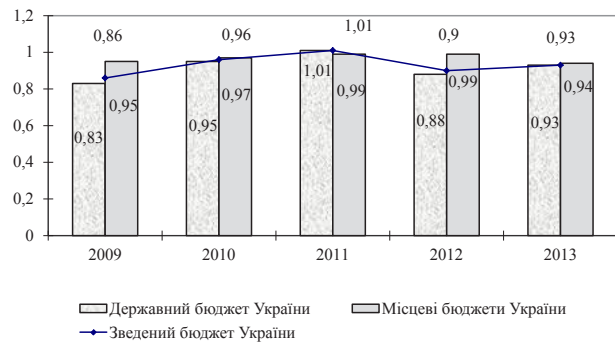 0,86 0,96 1,01 0,9 0,93
1,2
1
0,8
0,6
0,4
0,2
0
0,83 0,95 0,95 0,97 1,01 0,99 0,88 0,99 0,93 0,94
2009 2010 2011 2012 2013
Державний бюджет України Місцеві бюджети України
Зведений бюджет України